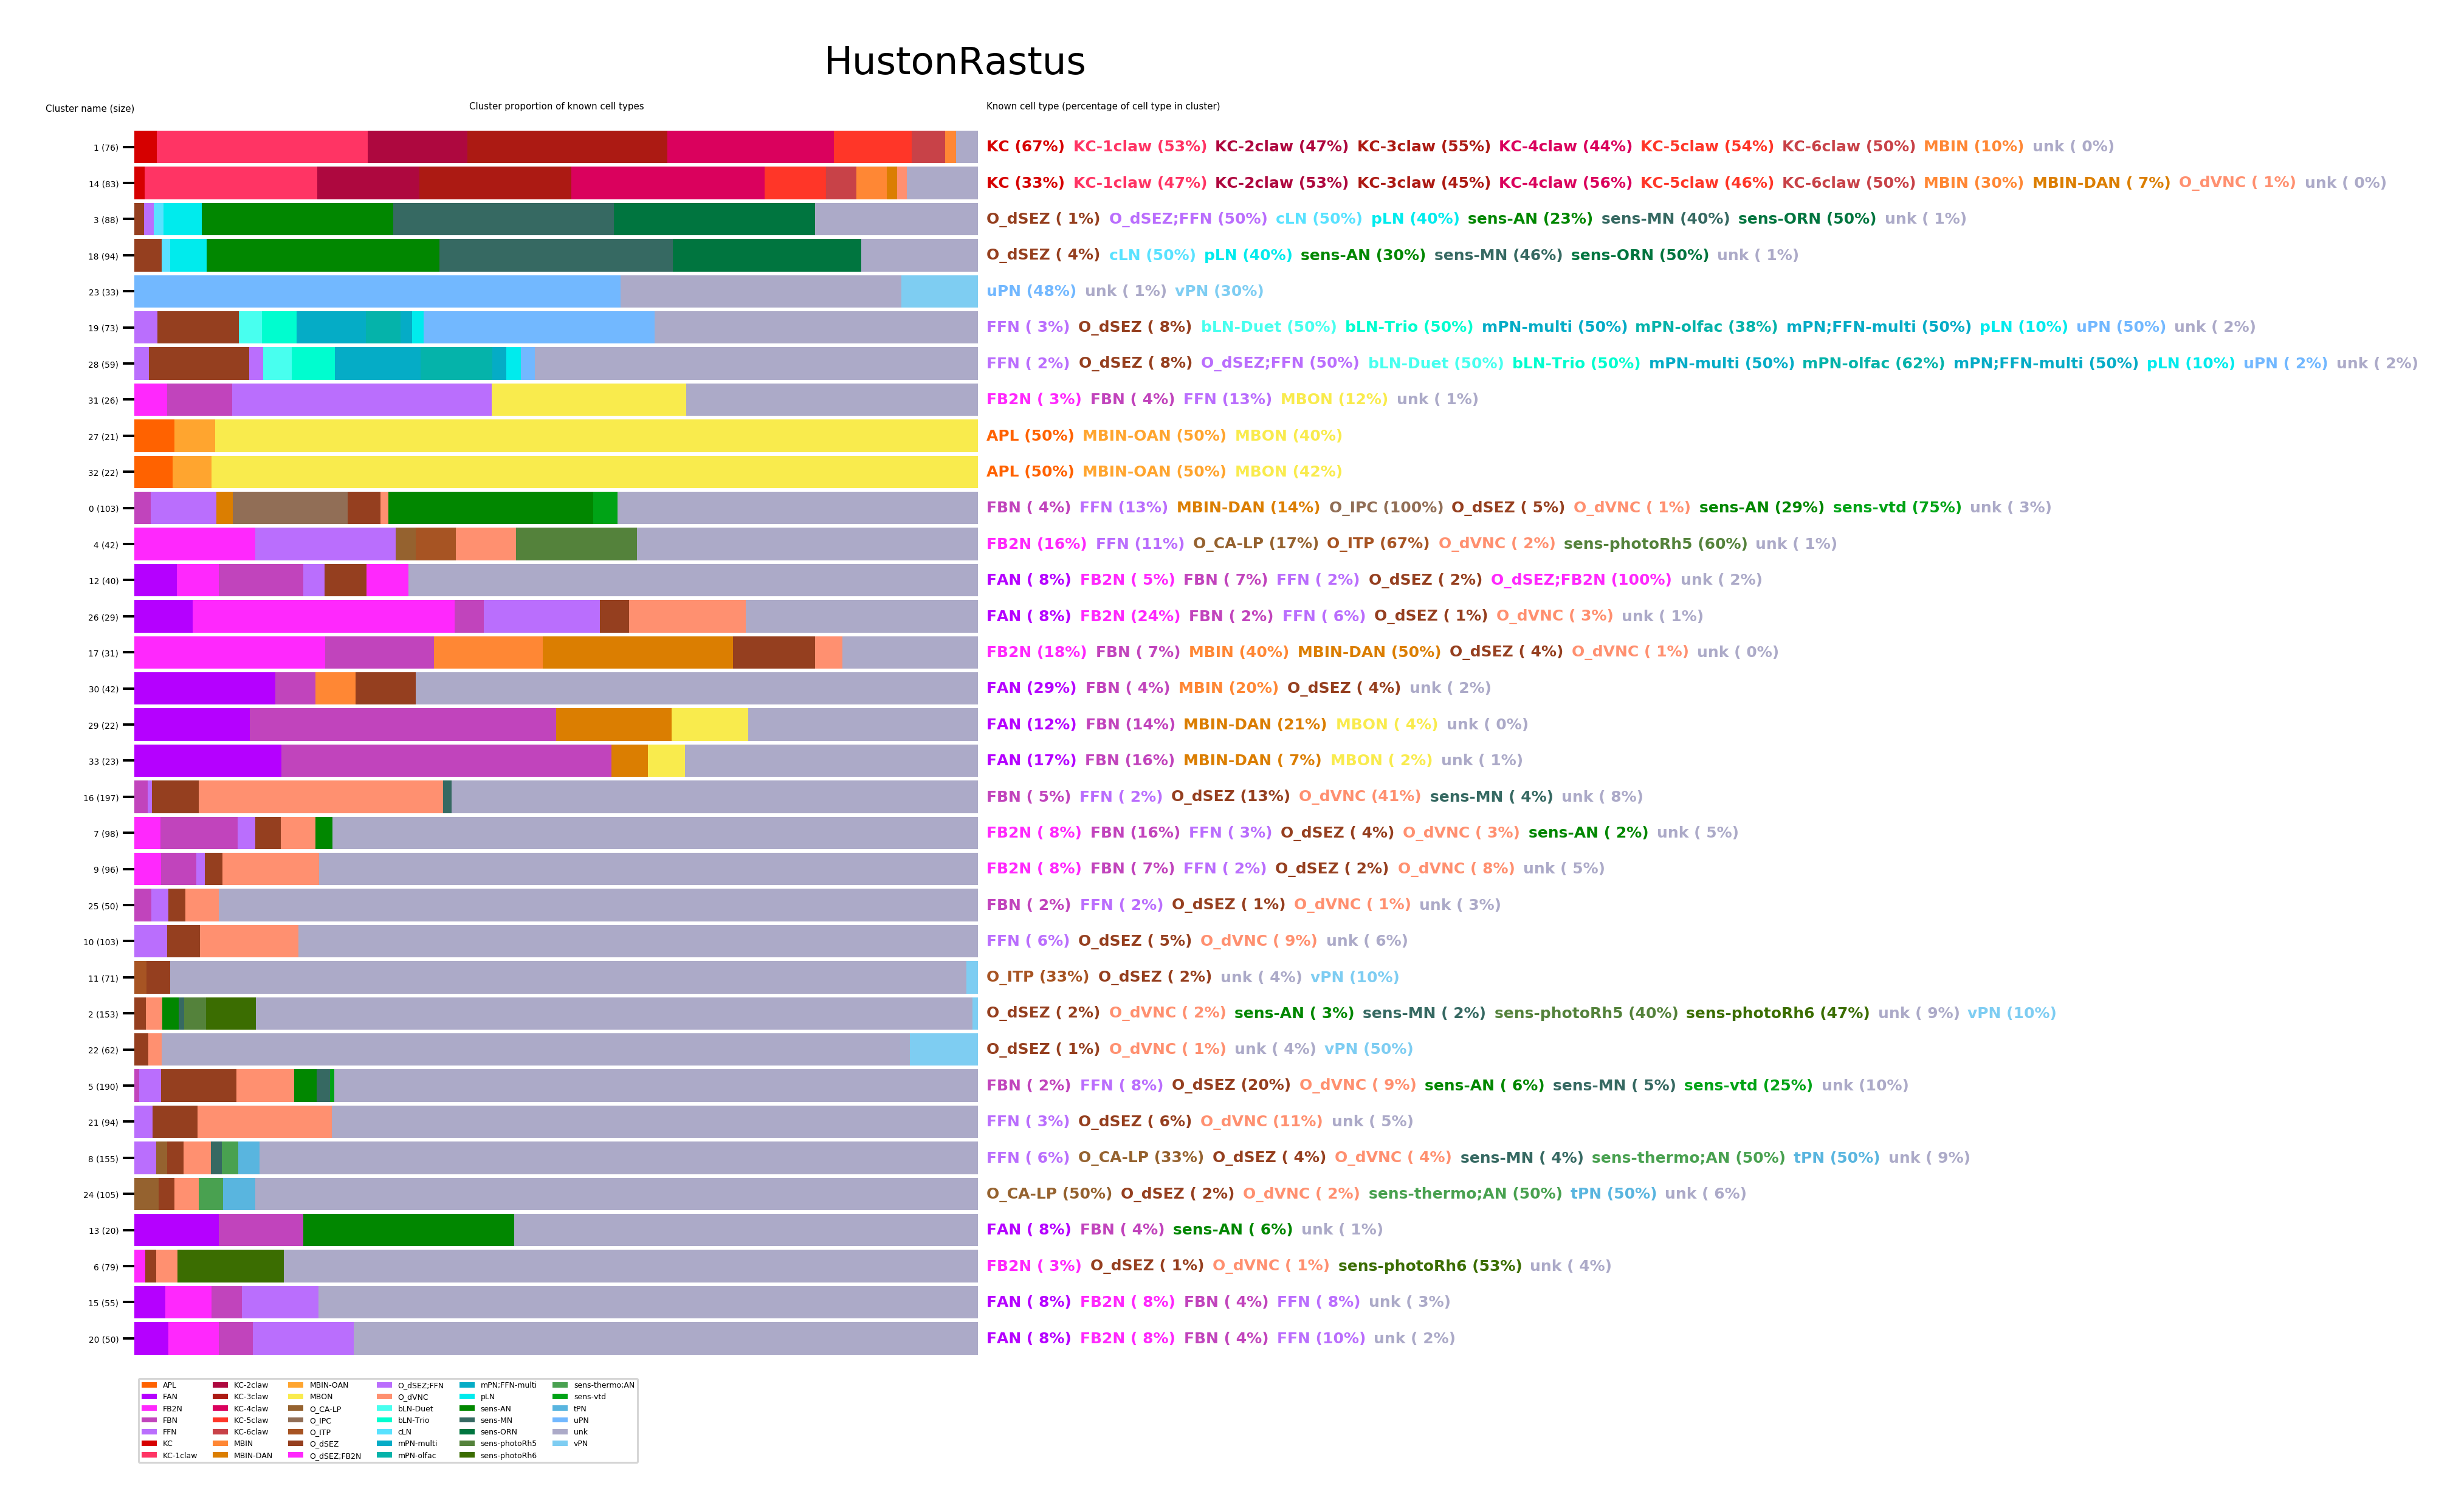 HustonRastus
Cluster name (size) Cluster proportion of known cell types Known cell type (percentage of cell type in cluster)
1 (76) KC (67%) KC-1claw (53%) KC-2claw (47%) KC-3claw (55%) KC-4claw (44%) KC-5claw (54%) KC-6claw (50%) MBIN (10%) unk ( 0%)
14 (83) KC (33%) KC-1claw (47%) KC-2claw (53%) KC-3claw (45%) KC-4claw (56%) KC-5claw (46%) KC-6claw (50%) MBIN (30%) MBIN-DAN ( 7%) O_dVNC ( 1%) unk ( 0%)
3 (88) O_dSEZ ( 1%) O_dSEZ;FFN (50%) cLN (50%) pLN (40%) sens-AN (23%) sens-MN (40%) sens-ORN (50%) unk ( 1%)
18 (94) O_dSEZ ( 4%) cLN (50%) pLN (40%) sens-AN (30%) sens-MN (46%) sens-ORN (50%) unk ( 1%)
23 (33) uPN (48%) unk ( 1%) vPN (30%)
19 (73) FFN ( 3%) O_dSEZ ( 8%) bLN-Duet (50%) bLN-Trio (50%) mPN-multi (50%) mPN-olfac (38%) mPN;FFN-multi (50%) pLN (10%) uPN (50%) unk ( 2%)
28 (59) FFN ( 2%) O_dSEZ ( 8%) O_dSEZ;FFN (50%) bLN-Duet (50%) bLN-Trio (50%) mPN-multi (50%) mPN-olfac (62%) mPN;FFN-multi (50%) pLN (10%) uPN ( 2%) unk ( 2%)
31 (26) FB2N ( 3%) FBN ( 4%) FFN (13%) MBON (12%) unk ( 1%)
27 (21) APL (50%) MBIN-OAN (50%) MBON (40%)
32 (22) APL (50%) MBIN-OAN (50%) MBON (42%)
0 (103) FBN ( 4%) FFN (13%) MBIN-DAN (14%) O_IPC (100%) O_dSEZ ( 5%) O_dVNC ( 1%) sens-AN (29%) sens-vtd (75%) unk ( 3%)
4 (42) FB2N (16%) FFN (11%) O_CA-LP (17%) O_ITP (67%) O_dVNC ( 2%) sens-photoRh5 (60%) unk ( 1%)
12 (40) FAN ( 8%) FB2N ( 5%) FBN ( 7%) FFN ( 2%) O_dSEZ ( 2%) O_dSEZ;FB2N (100%) unk ( 2%)
26 (29) FAN ( 8%) FB2N (24%) FBN ( 2%) FFN ( 6%) O_dSEZ ( 1%) O_dVNC ( 3%) unk ( 1%)
17 (31) FB2N (18%) FBN ( 7%) MBIN (40%) MBIN-DAN (50%) O_dSEZ ( 4%) O_dVNC ( 1%) unk ( 0%)
30 (42) FAN (29%) FBN ( 4%) MBIN (20%) O_dSEZ ( 4%) unk ( 2%)
29 (22) FAN (12%) FBN (14%) MBIN-DAN (21%) MBON ( 4%) unk ( 0%)
33 (23) FAN (17%) FBN (16%) MBIN-DAN ( 7%) MBON ( 2%) unk ( 1%)
16 (197) FBN ( 5%) FFN ( 2%) O_dSEZ (13%) O_dVNC (41%) sens-MN ( 4%) unk ( 8%)
7 (98) FB2N ( 8%) FBN (16%) FFN ( 3%) O_dSEZ ( 4%) O_dVNC ( 3%) sens-AN ( 2%) unk ( 5%)
9 (96) FB2N ( 8%) FBN ( 7%) FFN ( 2%) O_dSEZ ( 2%) O_dVNC ( 8%) unk ( 5%)
25 (50) FBN ( 2%) FFN ( 2%) O_dSEZ ( 1%) O_dVNC ( 1%) unk ( 3%)
10 (103) FFN ( 6%) O_dSEZ ( 5%) O_dVNC ( 9%) unk ( 6%)
11 (71) O_ITP (33%) O_dSEZ ( 2%) unk ( 4%) vPN (10%)
2 (153) O_dSEZ ( 2%) O_dVNC ( 2%) sens-AN ( 3%) sens-MN ( 2%) sens-photoRh5 (40%) sens-photoRh6 (47%) unk ( 9%) vPN (10%)
22 (62) O_dSEZ ( 1%) O_dVNC ( 1%) unk ( 4%) vPN (50%)
5 (190) FBN ( 2%) FFN ( 8%) O_dSEZ (20%) O_dVNC ( 9%) sens-AN ( 6%) sens-MN ( 5%) sens-vtd (25%) unk (10%)
21 (94) FFN ( 3%) O_dSEZ ( 6%) O_dVNC (11%) unk ( 5%)
8 (155) FFN ( 6%) O_CA-LP (33%) O_dSEZ ( 4%) O_dVNC ( 4%) sens-MN ( 4%) sens-thermo;AN (50%) tPN (50%) unk ( 9%)
24 (105) O_CA-LP (50%) O_dSEZ ( 2%) O_dVNC ( 2%) sens-thermo;AN (50%) tPN (50%) unk ( 6%)
13 (20) FAN ( 8%) FBN ( 4%) sens-AN ( 6%) unk ( 1%)
6 (79) FB2N ( 3%) O_dSEZ ( 1%) O_dVNC ( 1%) sens-photoRh6 (53%) unk ( 4%)
15 (55) FAN ( 8%) FB2N ( 8%) FBN ( 4%) FFN ( 8%) unk ( 3%)
20 (50) FAN ( 8%) FB2N ( 8%) FBN ( 4%) FFN (10%) unk ( 2%)
APL KC-2claw MBIN-OAN O_dSEZ;FFN mPN;FFN-multi sens-thermo;AN
FAN KC-3claw MBON O_dVNC pLN sens-vtd
FB2N KC-4claw O_CA-LP bLN-Duet sens-AN tPN
FBN KC-5claw O_IPC bLN-Trio sens-MN uPN
FFN KC-6claw O_ITP cLN sens-ORN unk
KC MBIN O_dSEZ mPN-multi sens-photoRh5 vPN
KC-1claw MBIN-DAN O_dSEZ;FB2N mPN-olfac sens-photoRh6